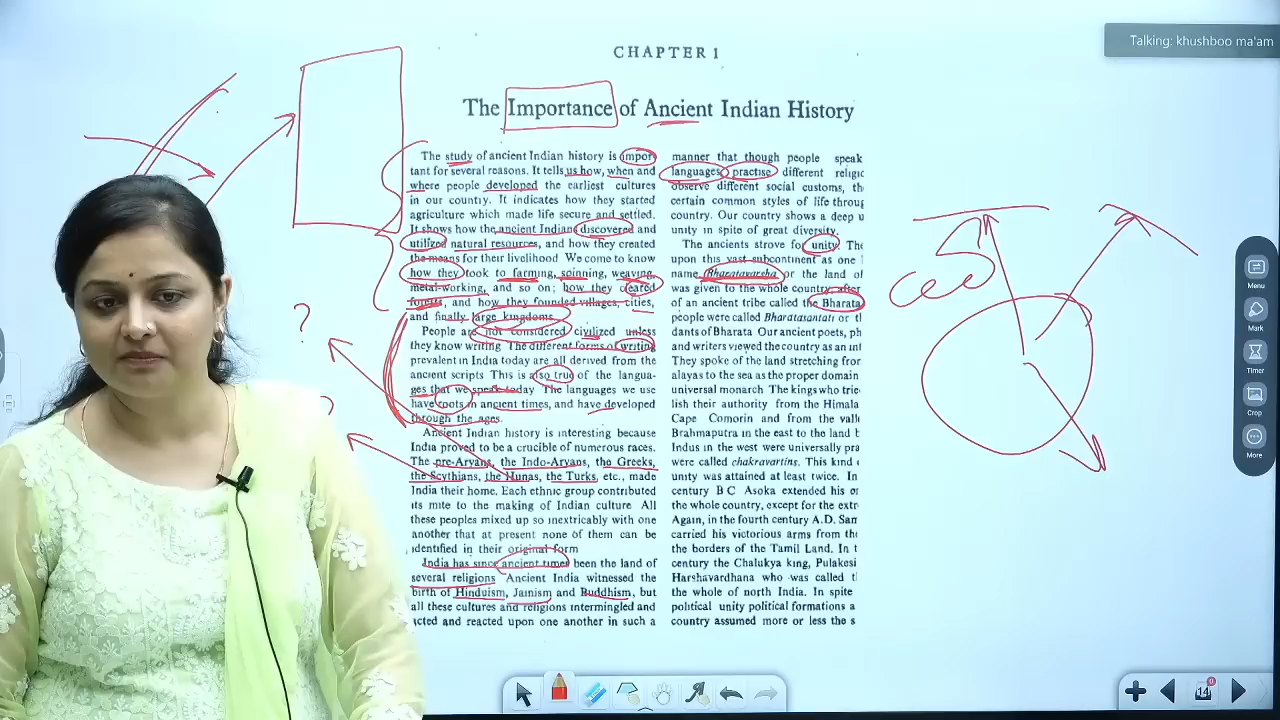 Talking: khushboo ma'am
CHAPTER 1
The Importance of Ancient Indian History
The study of ancient Indian history is impor
tant for several reasons. It tells us how, when and
where people developed the earliest cultures
in our country. It indicates how they started
agriculture which made life secure and settled.
It shows how the ancient Indians discovered and
utilized natural resources, and how they created
the means for their livelihood We come to know
how they took to farming, spinning, weaving,
metal-working, and so on; how they cleared
forests, and how they founded villages, cities,
and finally large kingdoms.
People are not considered civilized unless
they know writing The different forms of writing
prevalent in India today are all derived from the
ancient scripts This is also true of the langua-
ges that we speak today The languages we use
have roots in ancient times, and have developed
through the ages.
Ancient Indian history is interesting because
India proved to be a crucible of numerous races.
The pre-Aryans, the Indo-Aryans, the Greeks,
the Scythians, the Hunas, the Turks, etc., made
India their home. Each ethnic group contributed
its mite to the making of Indian culture All
these peoples mixed up so inextricably with one
another that at present none of them can be
identified in their original form
India has since ancient times been the land of
several religions Ancient India witnessed the
birth of Hinduism, Jainism and Buddhism, but
all these cultures and religions intermingled and
acted and reacted upon one another in such a
manner that though people speak
languages practise different religio
observe different social customs, the
certain common styles of life throug
country. Our country shows a deep u
unity in spite of great diversity.
The ancients strove for unity The
upon this vast subcontinent as one
name Bharatavarsha or the land of
was given to the whole country, after
of an ancient tribe called the Bharata
people were called Bharatasantati or th
dants of Bharata Our ancient poets, ph
and writers viewed the country as an int
They spoke of the land stretching fror
alayas to the sea as the proper domain
universal monarch The kings who trie
lish their authority from the Himala
Cape Comorin and from the valle
Brahmaputra in the east to the land b
Indus in the west were universally pra
were called chakravartins. This kind o
unity was attained at least twice. In
century B C Asoka extended his or
the whole country, except for the extr
Again, in the fourth century A.D. Sam
carried his victorious arms from the
the borders of the Tamil Land. In t
century the Chalukya king, Pulakesi
Harshavardhana who was called t
the whole of north India. In spite
political unity political formations a
country assumed more or less the s
?
?
Menu
Mark
Timer
Crop
More
14